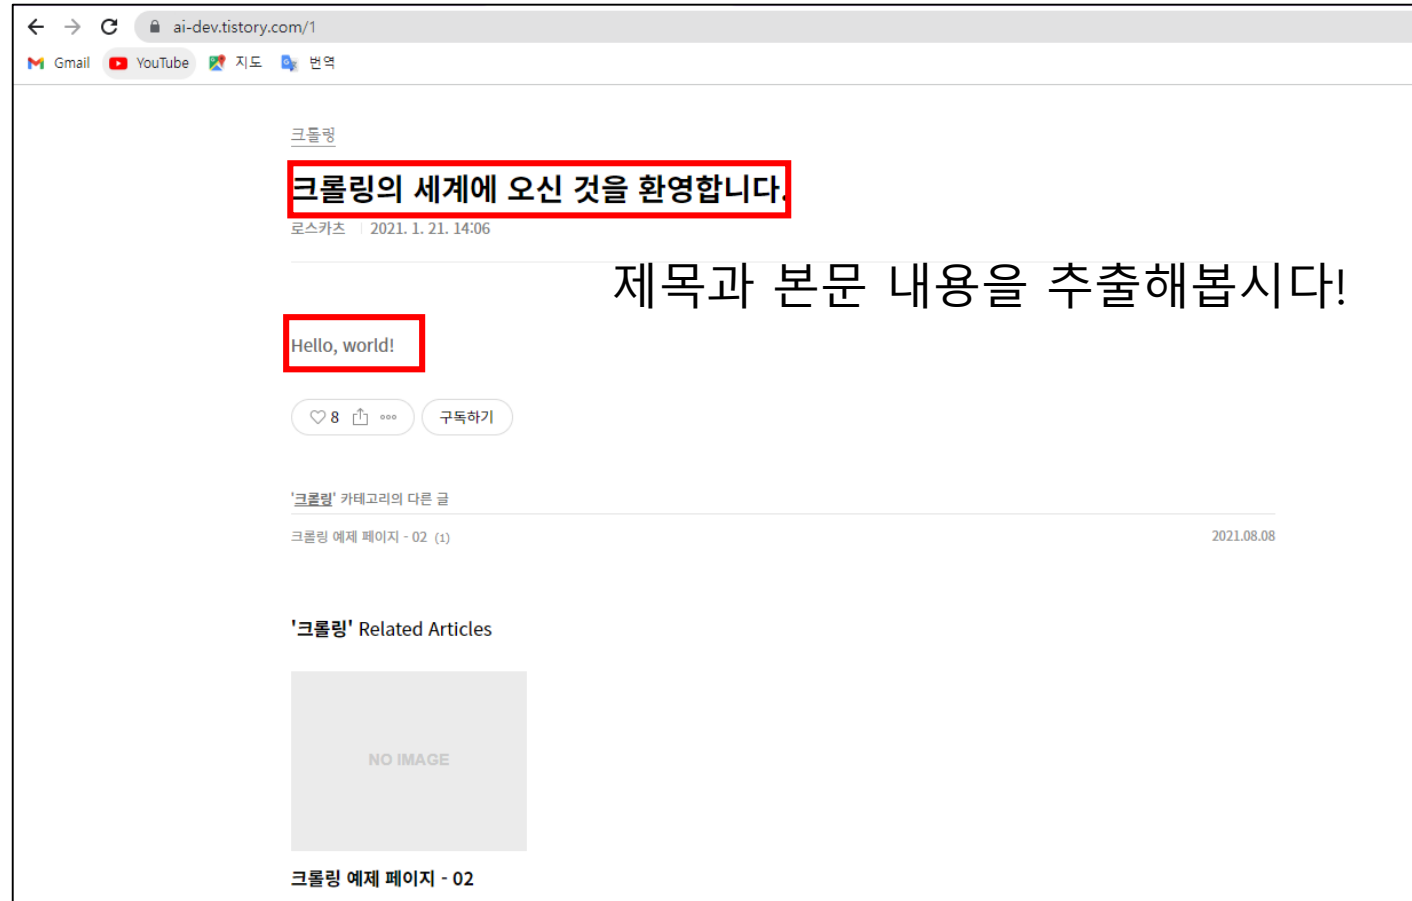 ai-dev.tistory.com/1
Gmail YouTube 지도 번역
크롤링
크롤링의 세계에 오신 것을 환영합니다.
로스카츠 2021. 1. 21. 14:06
제목과 본문 내용을 추출해봅시다!
Hello, world!
8 구독하기
'크롤링' 카테고리의 다른 글
크롤링 예제 페이지 - 02 (1) 2021.08.08
'크롤링' Related Articles
NO IMAGE
크롤링 예제 페이지 - 02